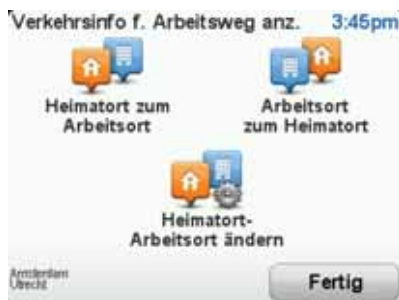 Verkehrsinfo f. Arbeitsweg anz. 3:45pm
Heimatort zum
Arbeitsort
Arbeitsort
zum Heimatort
Heimatort-
Arbeitsort ändern
Amsterdam
Utrecht
Fertig